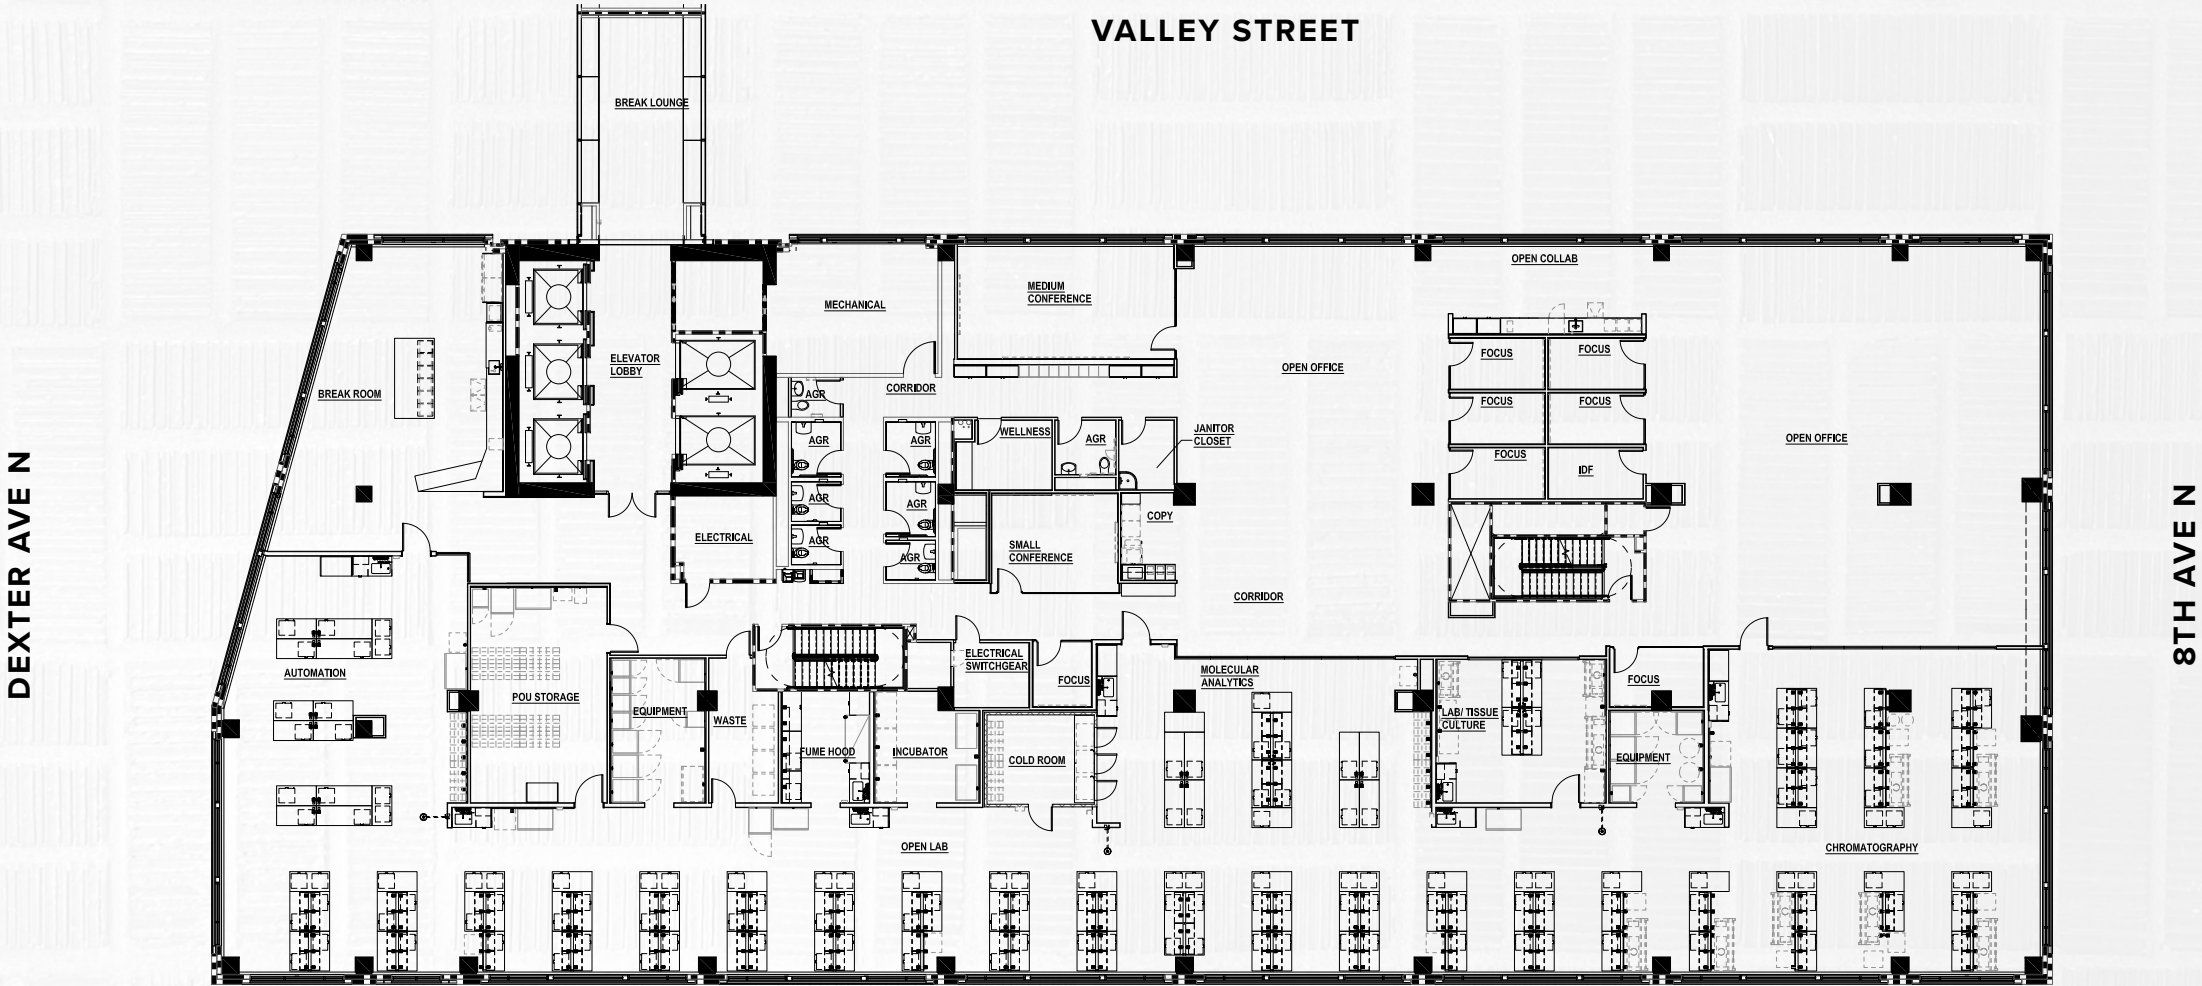 VALLEY STREET
BREAK LOUNGE
OPEN COLLAB
MEDIUM
CONFERENCE
MECHANICAL
ELEVATOR
LOBBY
OPEN OFFICE
FOCUS
FOCUS
BREAK ROOM
AGR
CORRIDOR
FOCUS
FOCUS
AGR
AGR
WELLNESS
AGR
JANITOR
CLOSET
OPEN OFFICE
FOCUS
IDF
AGR
AGR
COPY
ELECTRICAL
AGR
AGR
SMALL
CONFERENCE
CORRIDOR
DEXTER AVE N
8TH AVE N
AUTOMATION
POU STORAGE
EQUIPMENT
WASTE
FUME HOOD
INCUBATOR
ELECTRICAL
SWITCHGEAR
FOCUS
COLD ROOM
MOLECULAR
ANALYTICS
LAB/ TISSUE
CULTURE
FOCUS
EQUIPMENT
OPEN LAB
CHROMATOGRAPHY